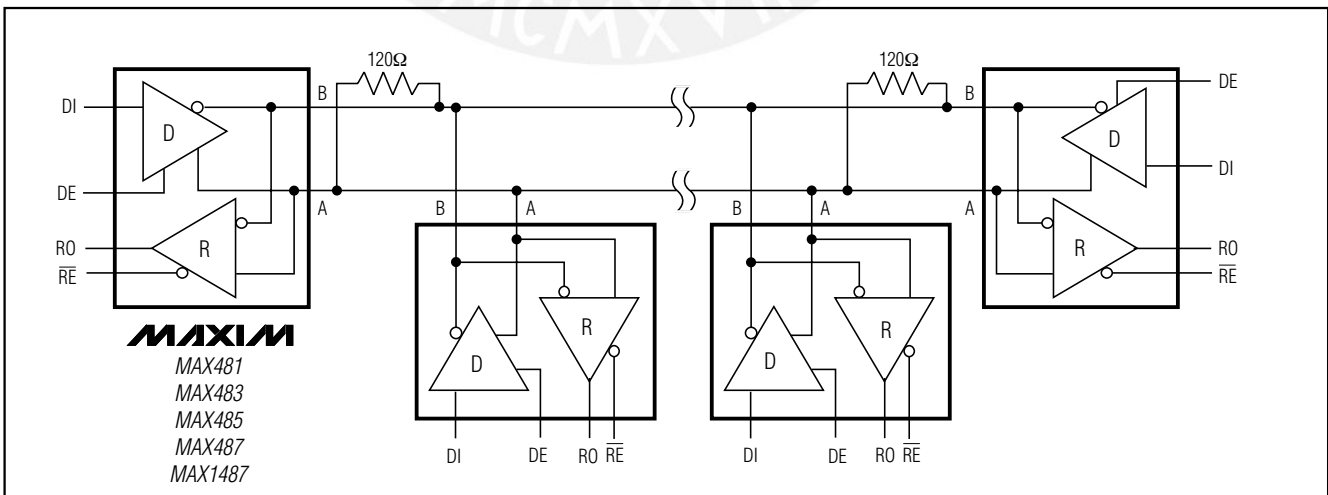 MCMXVII
120Ω
120Ω
B
B
DE
DI
D
D
DI
DE
A
B
A
B
A
A
RO
R
R
RO
RE
RE
MAXIM
MAX481
MAX483
MAX485
MAX487
MAX1487
D
R
D
R
DI
DE
RO
RE
DI
DE
RO
RE